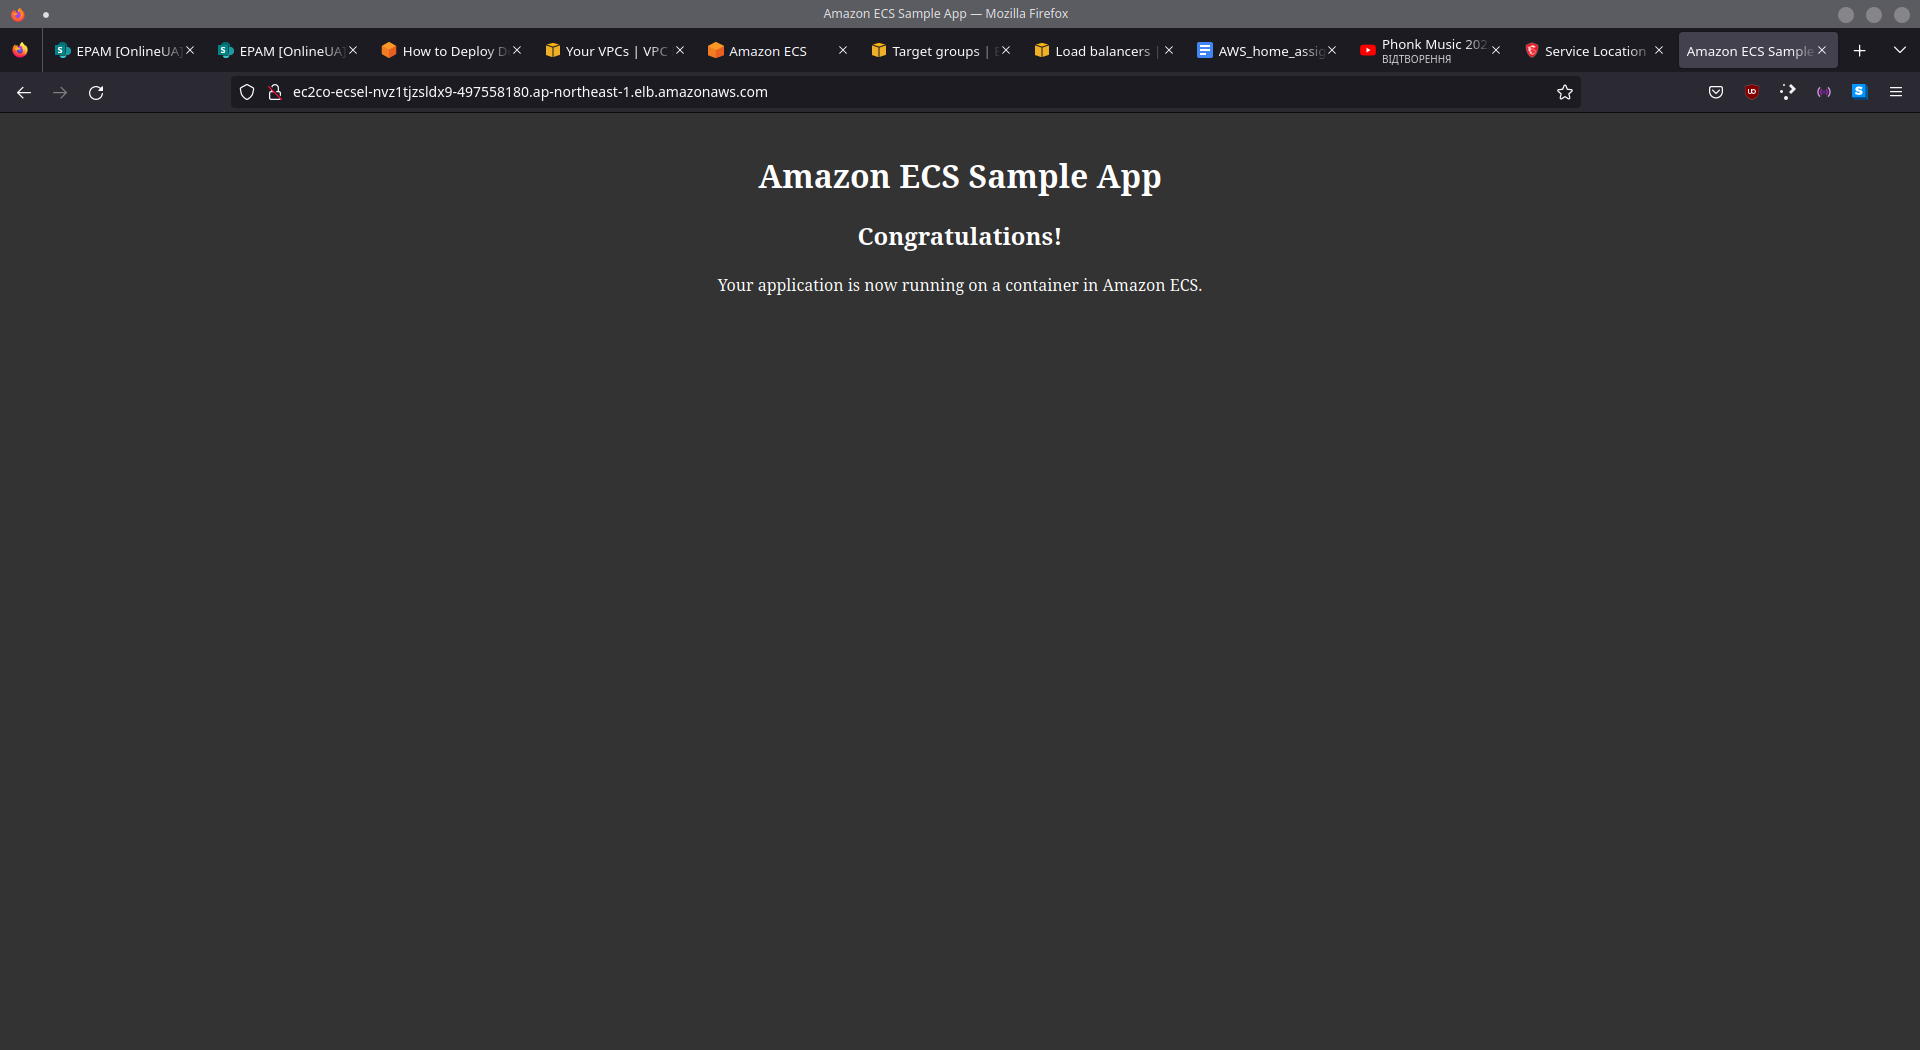 Amazon ECS Sample App — Mozilla Firefox
EPAM [OnlineUA]
EPAM [OnlineUA]
How to Deploy D
Your VPCs | VPC
Amazon ECS
Target groups | E
Load balancers |
AWS_home_assig
Phonk Music 202
ВІДТВОРЕННЯ
Service Location
Amazon ECS Sample
ec2co-ecsel-nvz1tjzsldx9-497558180.ap-northeast-1.elb.amazonaws.com
Amazon ECS Sample App
Congratulations!
Your application is now running on a container in Amazon ECS.